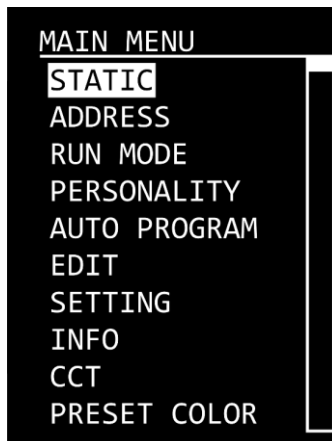 MAIN MENU
STATIC
ADDRESS
RUN MODE
PERSONALITY
AUTO PROGRAM
EDIT
SETTING
INFO
CCT
PRESET COLOR